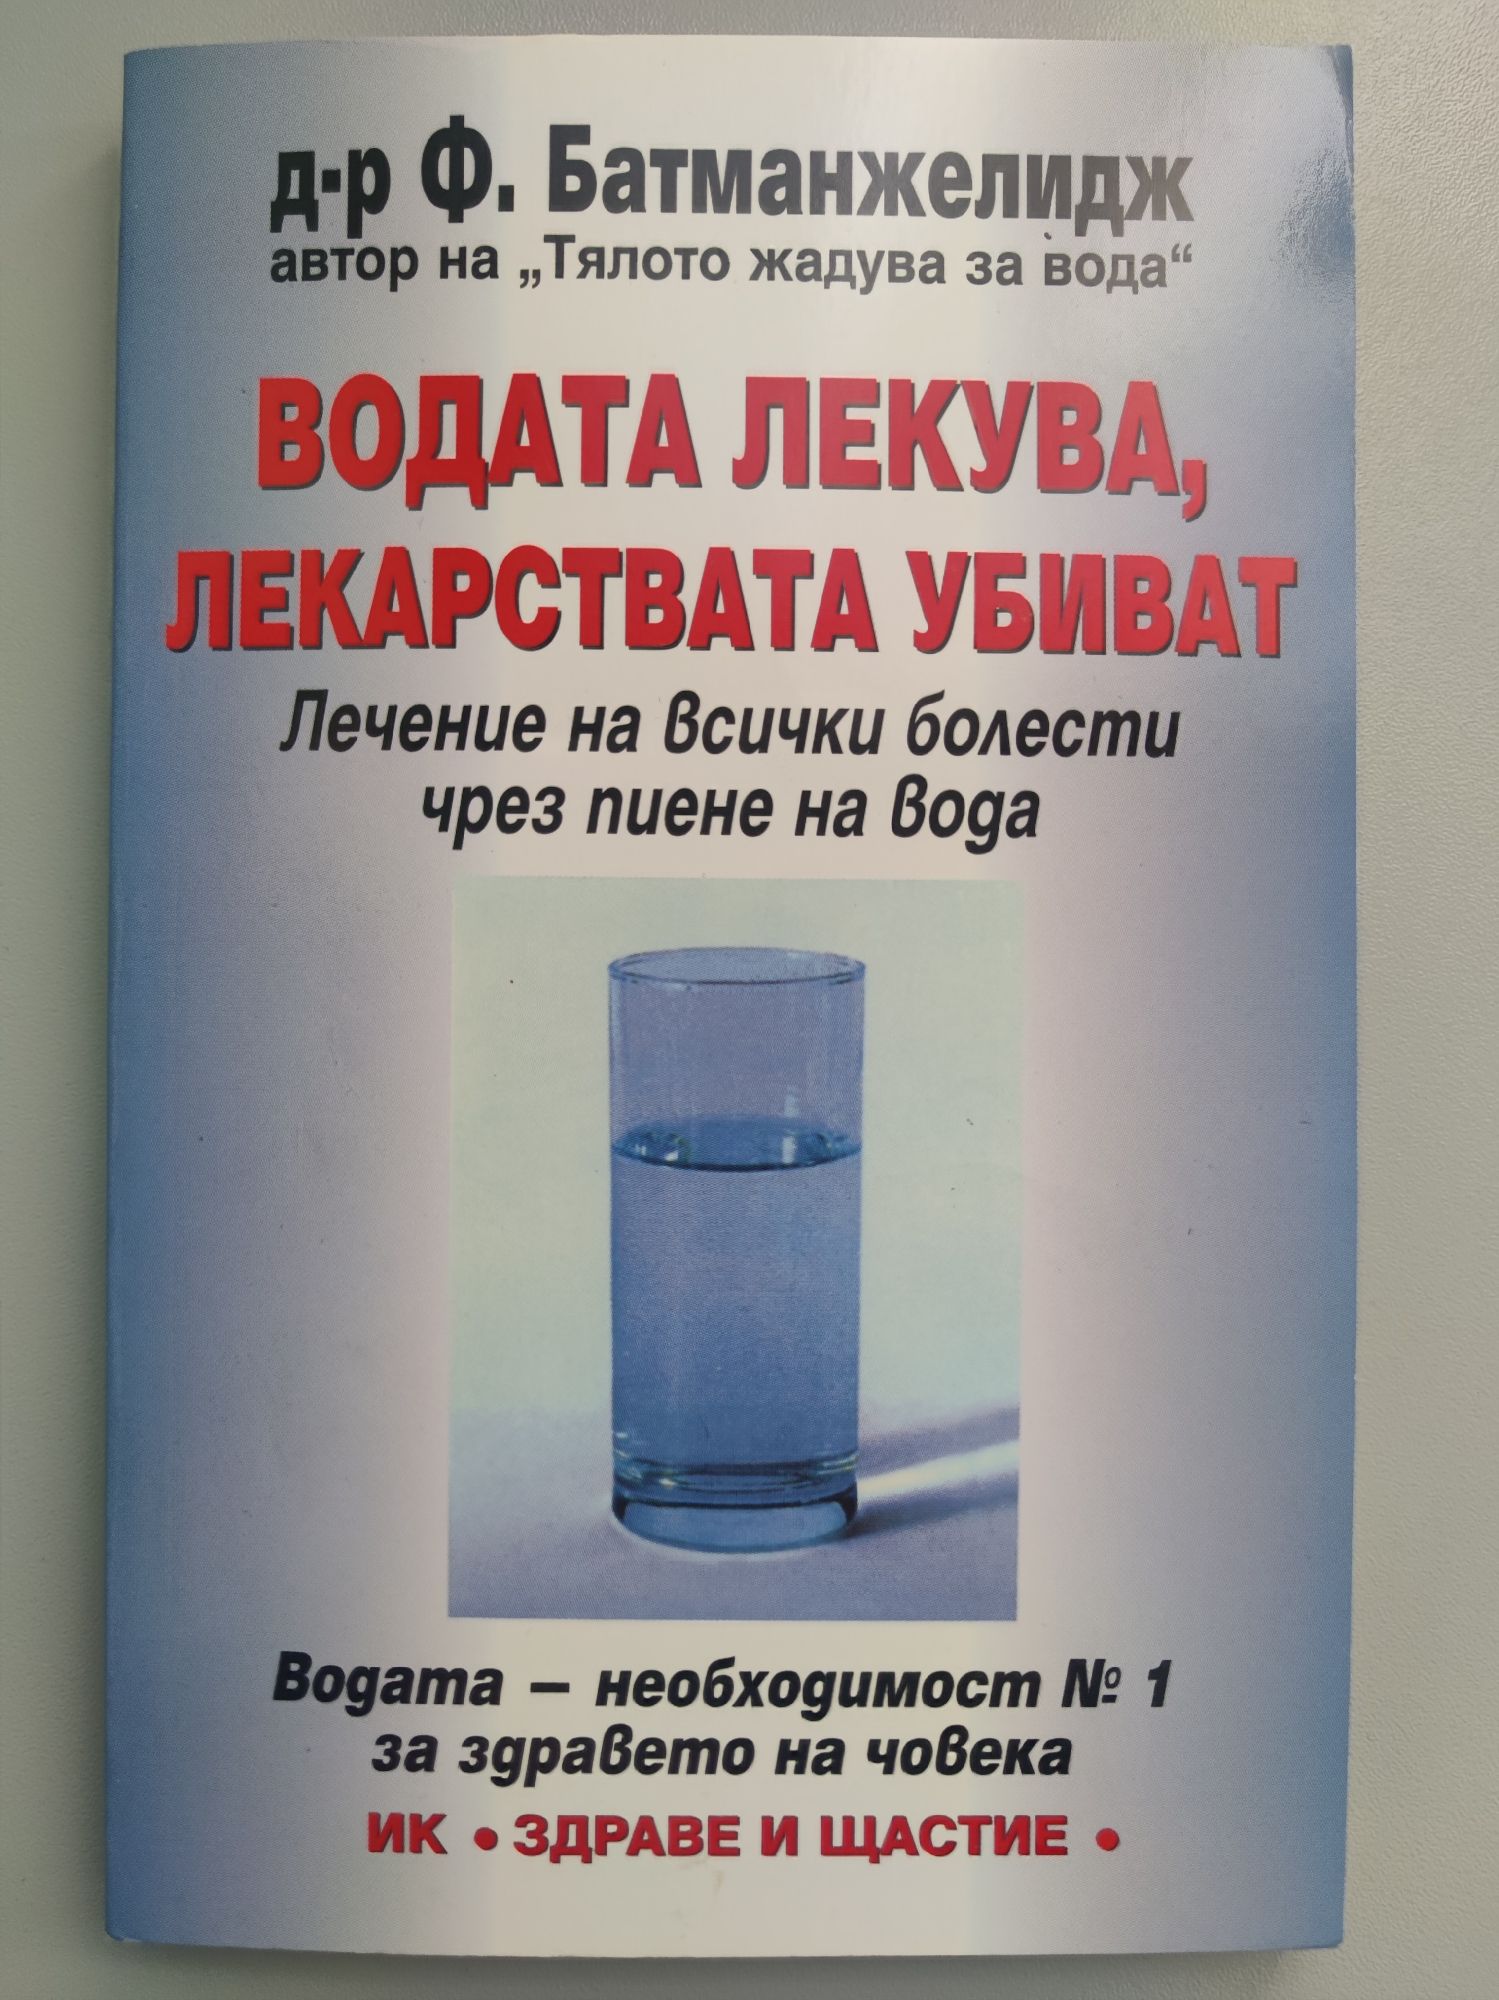 д-р Ф. Батманжелидж
автор на „Тялото жадува за вода“
ВОДАТА ЛЕКУВА,
ЛЕКАРСТВАТА УБИВАТ
Лечение на всички болести
чрез пиене на вода
Водата – необходимост № 1
за здравето на човека
ИК • ЗДРАВЕ И ЩАСТИЕ •